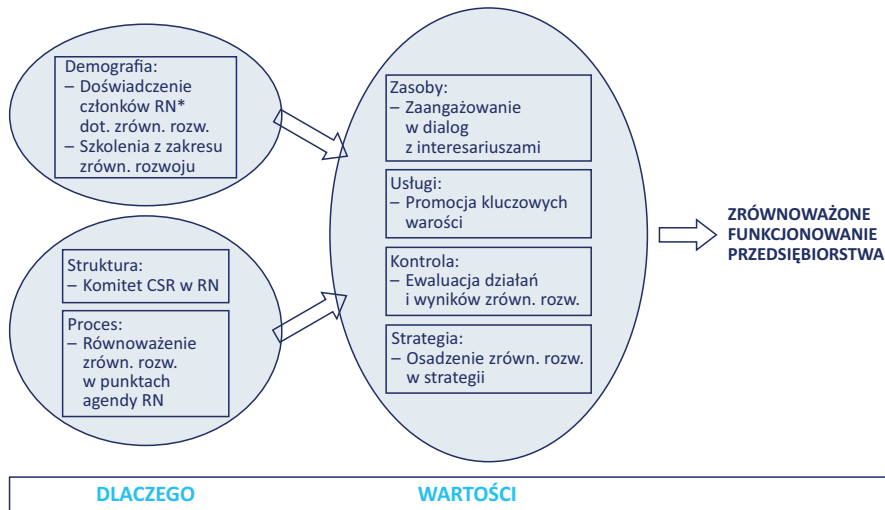 Demografia:
– Doświadczenie
członków RN*
dot. zrówn. rozw.
– Szkolenia z zakresu
zrówn. rozwoju
Struktura:
– Komitet CSR w RN
Proces:
– Równoważenie
zrówn. rozw.
w punktach
agendy RN
Zasoby:
– Zaangażowanie
w dialog
z interesariuszami
Usługi:
– Promocja kluczowych
warości
Kontrola:
– Ewaluacja działań
i wyników zrówn. rozw.
Strategia:
– Osadzenie zrówn. rozw.
w strategii
ZRÓWNOWAŻONE
FUNKCJONOWANIE
PRZEDSIĘBIORSTWA
DLACZEGO WARTOŚCI